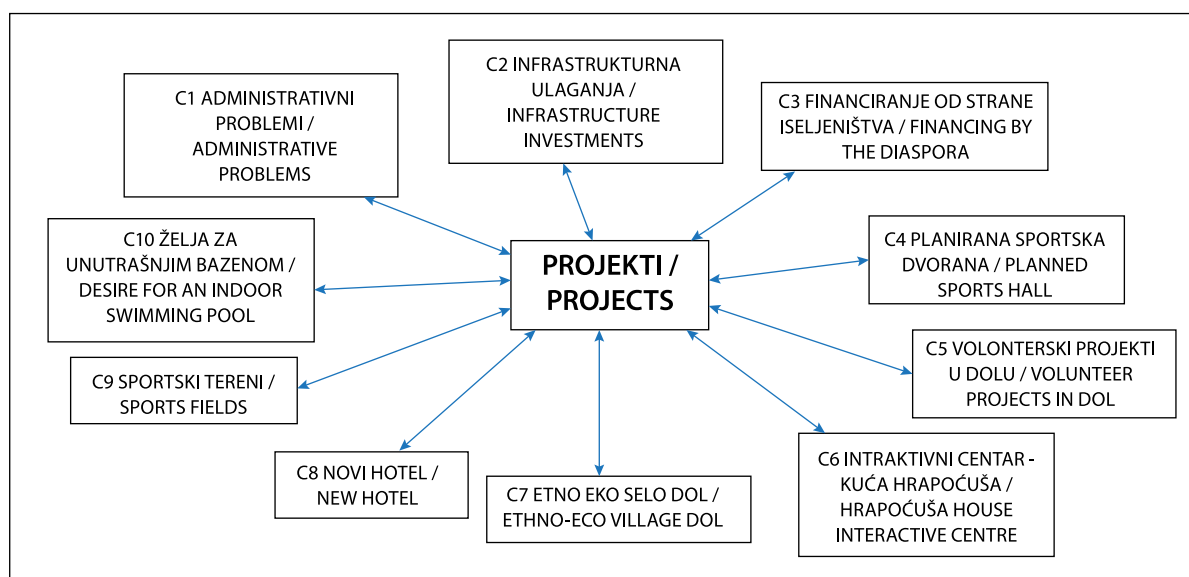 C1 ADMINISTRATIVNI
PROBLEMI /
ADMINISTRATIVE
PROBLEMS
C2 INFRASTRUKTURNA
ULAGANJA /
INFRASTRUCTURE
INVESTMENTS
C3 FINANCIRANJE OD STRANE
ISELJENIŠTVA / FINANCING BY
THE DIASPORA
C10 ŽELJA ZA
UNUTRAŠNJIM BAZENOM /
DESIRE FOR AN INDOOR
SWIMMING POOL
PROJEKTI /
PROJECTS
C4 PLANIRANA SPORTSKA
DVORANA / PLANNED
SPORTS HALL
C9 SPORTSKI TERENI /
SPORTS FIELDS
C5 VOLONTERSKI PROJEKTI
U DOLU / VOLUNTEER
PROJECTS IN DOL
C8 NOVI HOTEL /
NEW HOTEL
C7 ETNO EKO SELO DOL /
ETHNO-ECO VILLAGE DOL
C6 INTRAKTIVNI CENTAR -
KUĆA HRAPOĆUŠA /
HRAPOĆUŠA HOUSE
INTERACTIVE CENTRE